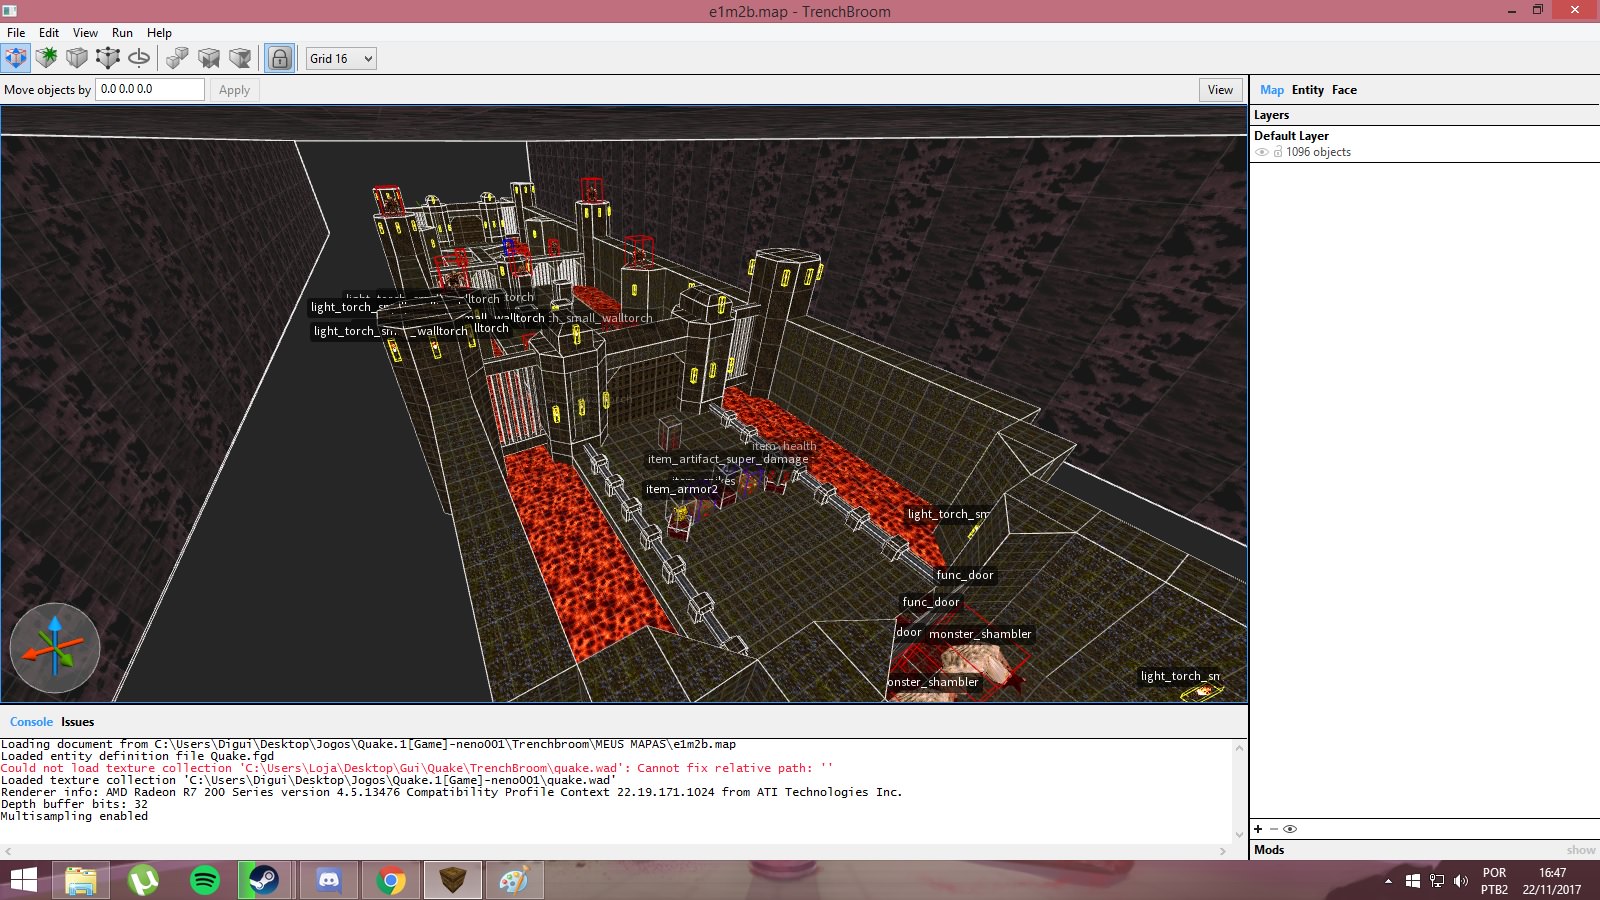 e1m2b.map - TrenchBroom
File Edit View Run Help
Grid 16
Move objects by 0.0 0.0 0.0 Apply View
Map Entity Face
Layers
Default Layer
1096 objects
torch
small_walltorch
walltorch
item_health
item_artifact_super_damage
item_armor2
light_torch_sm
func_door
func_door
door monster_shambler
onster_shambler
light_torch_sm
Console Issues
Loading document from C:\Users\Digui\Desktop\Jogos\Quake.1[Game]-neno001\Trenchbroom\MEUS MAPAS\e1m2b.map
Loaded entity definition file Quake.fgd
Could not load texture collection 'C:\Users\Loja\Desktop\Gui\Quake\TrenchBroom\quake.wad': Cannot fix relative path: ''
Loaded texture collection 'C:\Users\Digui\Desktop\Jogos\Quake.1[Game]-neno001\quake.wad'
Renderer info: AMD Radeon R7 200 Series version 4.5.13476 Compatibility Profile Context 22.19.171.1024 from ATI Technologies Inc.
Depth buffer bits: 32
Multisampling enabled
Mods show
POR 16:47
PTB2 22/11/2017